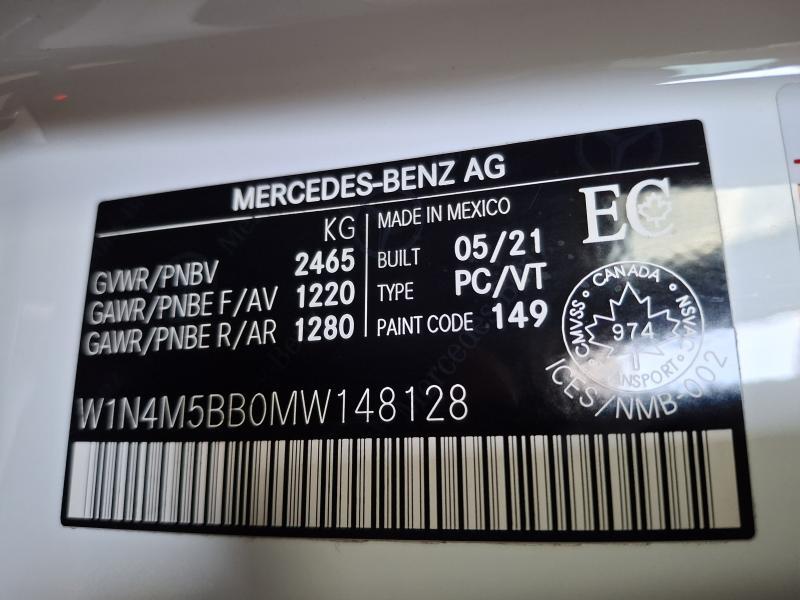 MERCEDES-BENZ AG
KG
GVWR/PNBV 2465
GAWR/PNBE F/AV 1220
GAWR/PNBE R/AR 1280
MADE IN MEXICO
BUILT 05/21
TYPE PC/VT
PAINT CODE 149
EC
CANADA
CMVSS
974
NSVAC
TRANSPORT
ICES/NMB-002
W1N4M5BB0MW148128